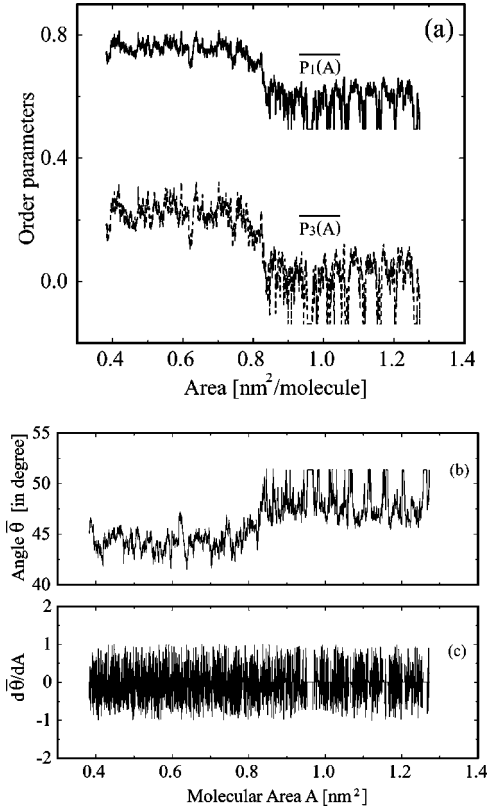 (a)
0.8
0.4
0.0
Order parameters
P1(A)
P3(A)
0.4 0.6 0.8 1.0 1.2 1.4
Area [nm²/molecule]
55
50
45
40
Angle θ̅ [in degree]
(b)
2
1
0
-1
-2
dθ̅/dA
(c)
0.4 0.6 0.8 1.0 1.2 1.4
Molecular Area A [nm²]